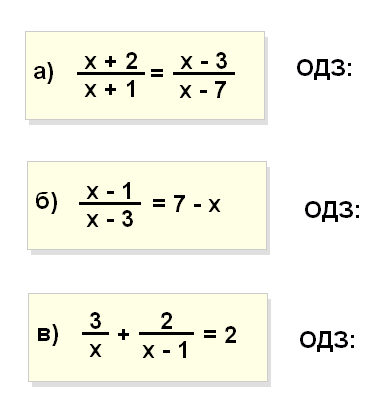 а) x + 2 / x + 1 = x - 3 / x - 7 ОДЗ:
б) x - 1 / x - 3 = 7 - x ОДЗ:
в) 3 / x + 2 / x - 1 = 2 ОДЗ: